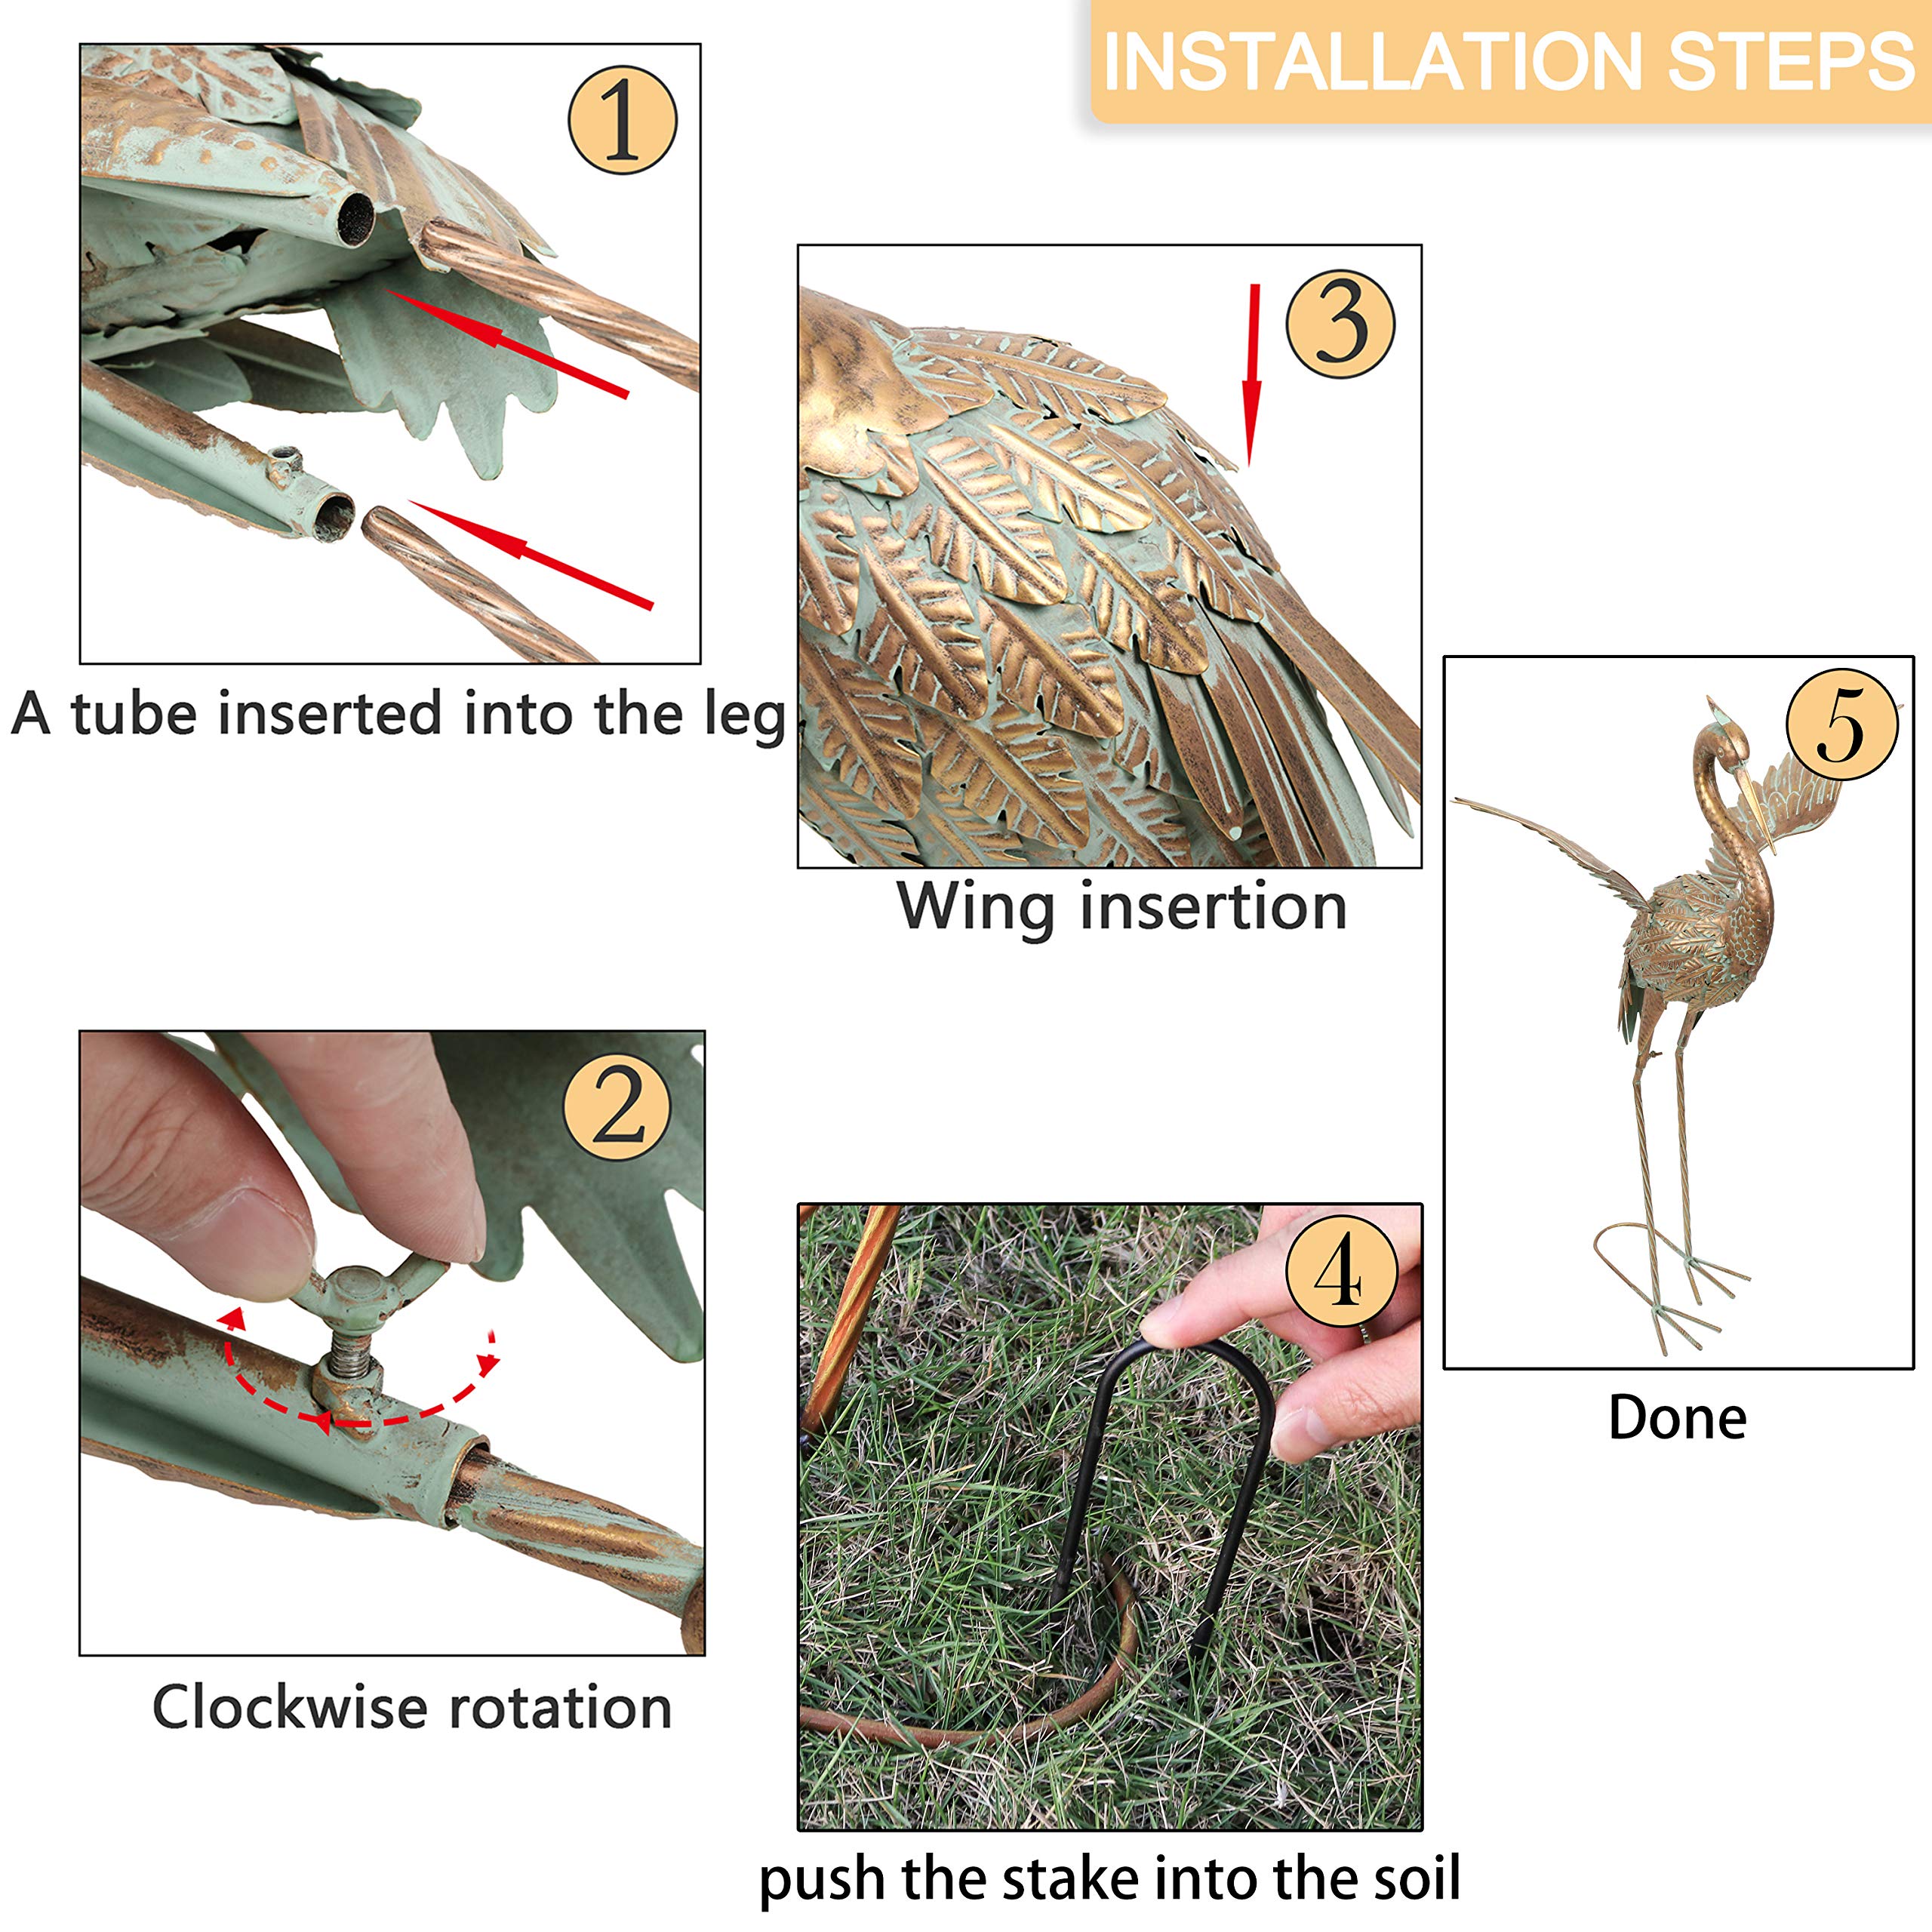 INSTALLATION STEPS
1
A tube inserted into the leg
2
Clockwise rotation
3
Wing insertion
4
push the stake into the soil
5
Done